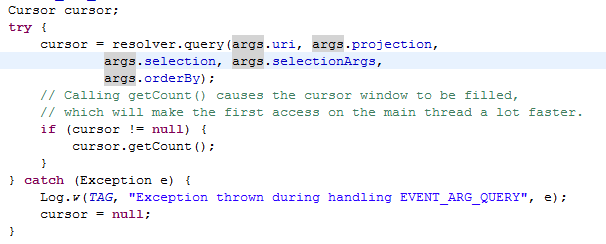 Cursor cursor;
try {
    cursor = resolver.query(args.uri, args.projection,
            args.selection, args.selectionArgs,
            args.orderBy);
    // Calling getCount() causes the cursor window to be filled,
    // which will make the first access on the main thread a lot faster.
    if (cursor != null) {
        cursor.getCount();
    }
} catch (Exception e) {
    Log.w(TAG, "Exception thrown during handling EVENT_ARG_QUERY", e);
    cursor = null;
}